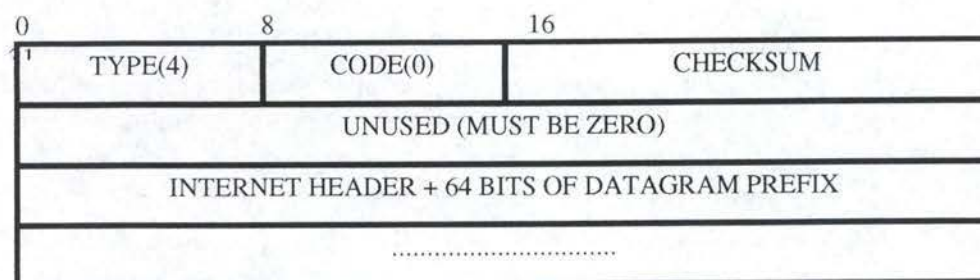 0 8 16
TYPE(4) CODE(0) CHECKSUM
UNUSED (MUST BE ZERO)
INTERNET HEADER + 64 BITS OF DATAGRAM PREFIX
..............................